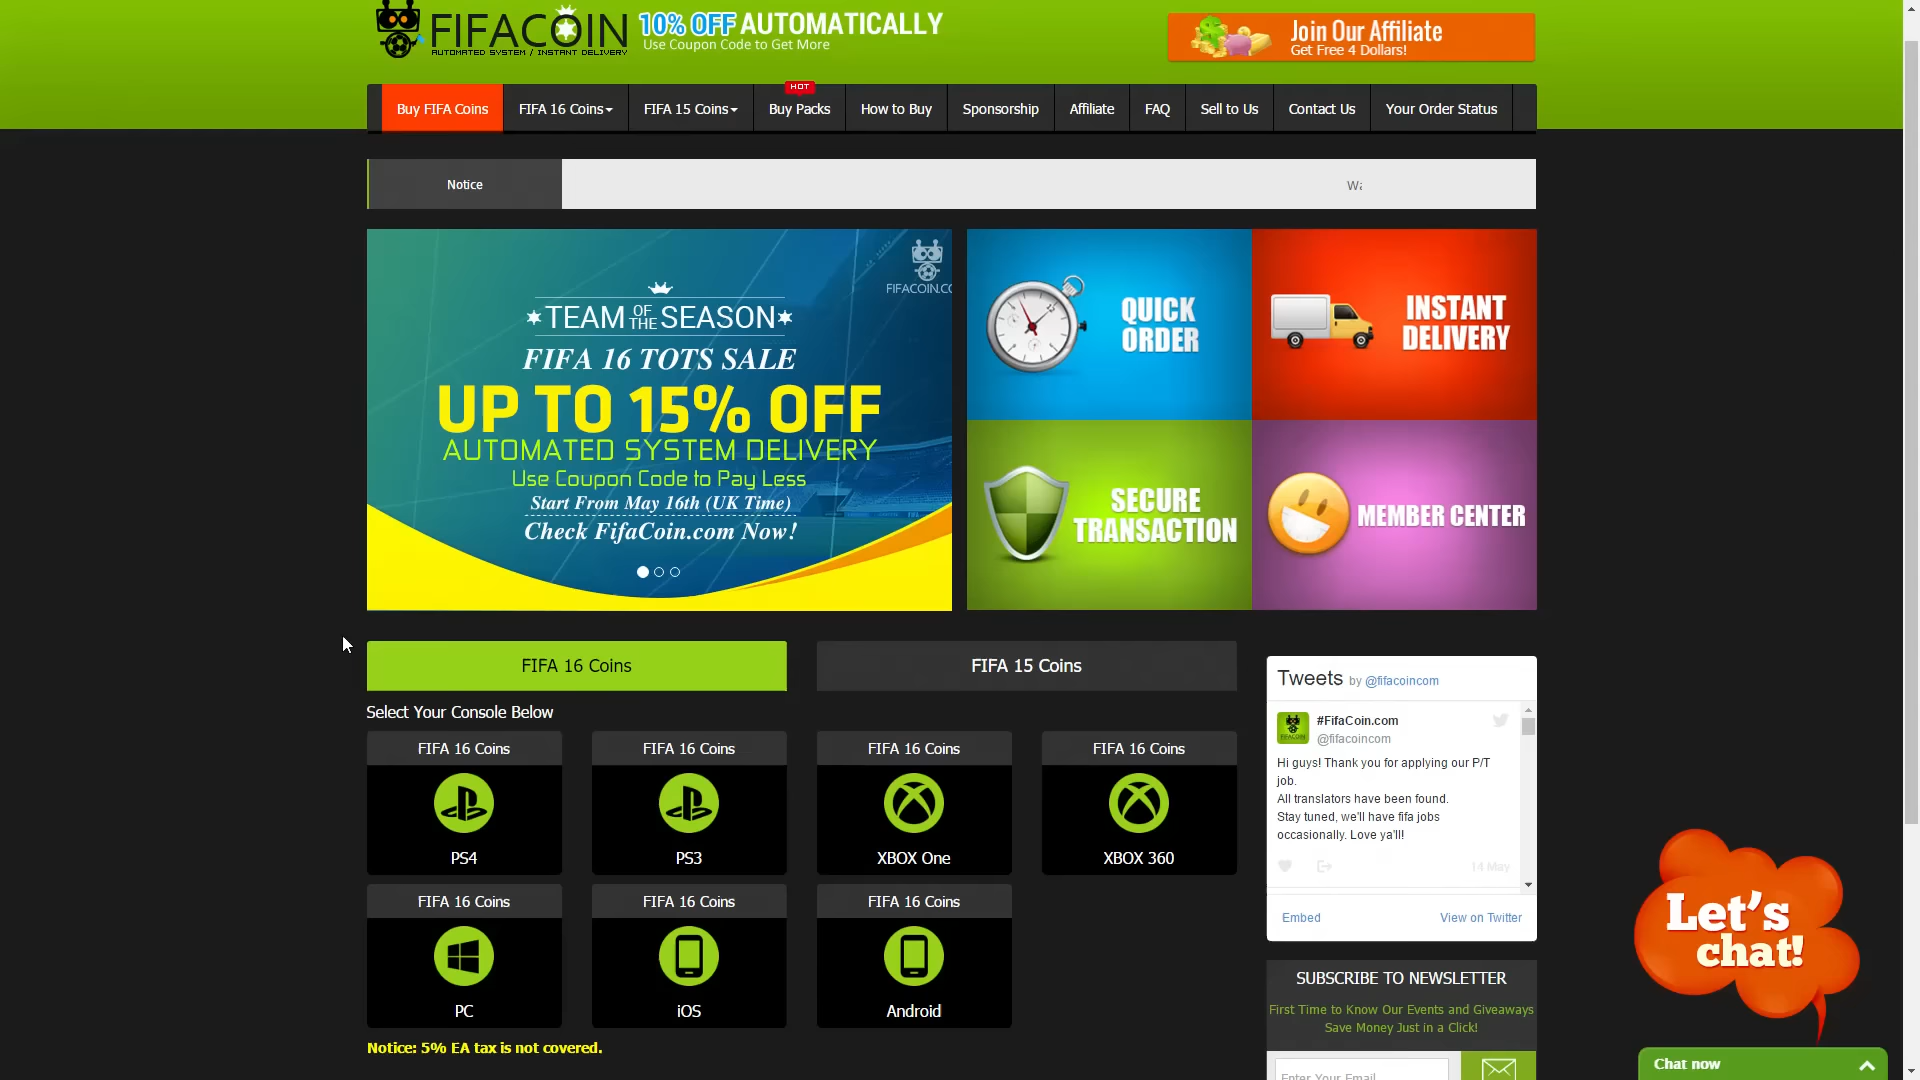 FIFACOIN
AUTOMATED SYSTEM / INSTANT DELIVERY
10% OFF AUTOMATICALLY
Use Coupon Code to Get More
Join Our Affiliate
Get Free 4 Dollars!
HOT
Buy FIFA Coins
FIFA 16 Coins
FIFA 15 Coins
Buy Packs
How to Buy
Sponsorship
Affiliate
FAQ
Sell to Us
Contact Us
Your Order Status
Notice
FIFACOIN.CO
TEAM OF THE SEASON
FIFA 16 TOTS SALE
UP TO 15% OFF
AUTOMATED SYSTEM DELIVERY
Use Coupon Code to Pay Less
Start From May 16th (UK Time)
Check FifaCoin.com Now!
QUICK
ORDER
INSTANT
DELIVERY
SECURE
TRANSACTION
MEMBER CENTER
FIFA 16 Coins
FIFA 15 Coins
Select Your Console Below
FIFA 16 Coins
PS4
FIFA 16 Coins
PS3
FIFA 16 Coins
XBOX One
FIFA 16 Coins
XBOX 360
FIFA 16 Coins
PC
FIFA 16 Coins
iOS
FIFA 16 Coins
Android
Notice: 5% EA tax is not covered.
Tweets by @fifacoincom
#FifaCoin.com
@fifacoincom
Hi guys! Thank you for applying our P/T
job.
All translators have been found.
Stay tuned, we'll have fifa jobs
occasionally. Love ya'll!
14 May
Embed
View on Twitter
SUBSCRIBE TO NEWSLETTER
First Time to Know Our Events and Giveaways
Save Money Just in a Click!
Enter Your Email
Let's
chat!
Chat now